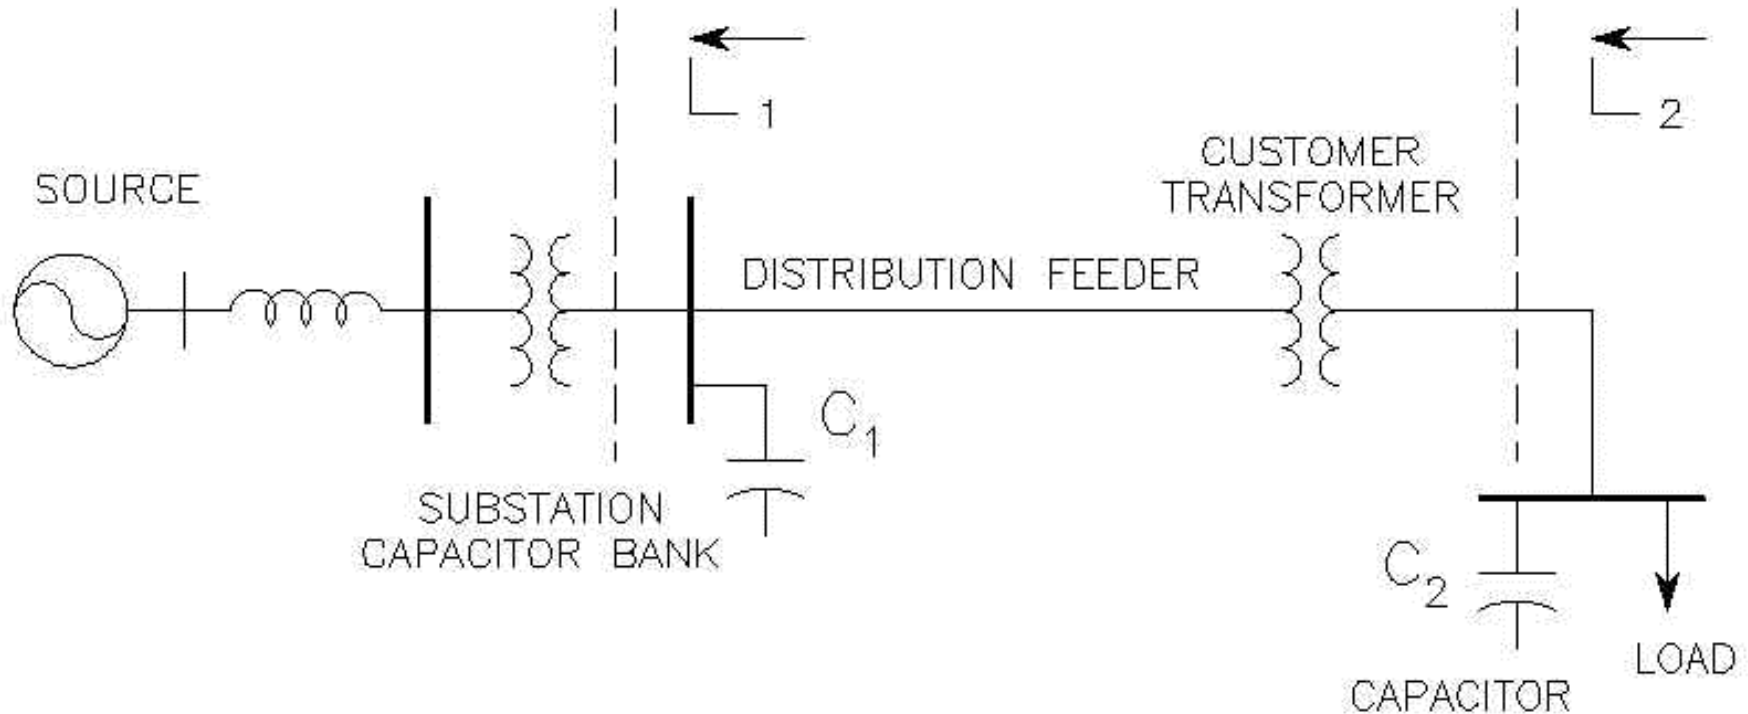 1
2
CUSTOMER
TRANSFORMER
SOURCE
DISTRIBUTION FEEDER
C1
SUBSTATION
CAPACITOR BANK
C2
LOAD
CAPACITOR